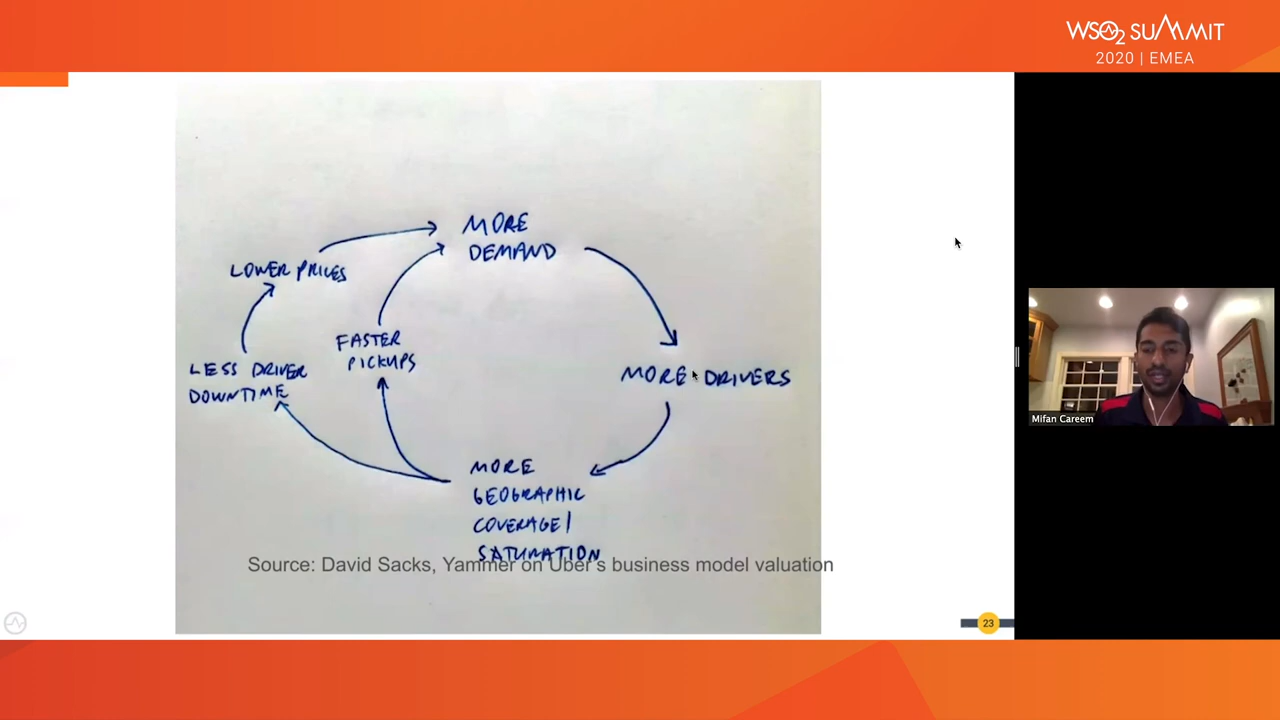 WSO2 SUMMIT
2020 | EMEA
MORE
DEMAND
LOWER PRICES
FASTER
PICKUPS
LESS DRIVER
DOWNTIME
MORE DRIVERS
MORE
GEOGRAPHIC
COVERAGE/
SATURATION
Source: David Sacks, Yammer on Uber's business model valuation
Mifan Careem
23